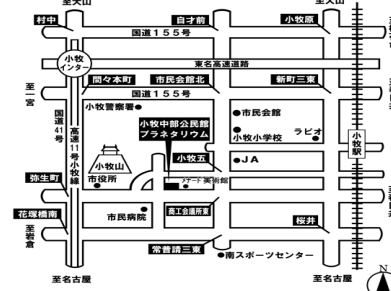 至犬山
至犬山
村中
自才前
小牧原
国道155号
小牧
インター
東名高速道路
間々本町
市民会館北
新町三東
至一宮
国道155号
小牧警察署
市民会館
国道41号
高速11号小牧線
小牧中部公民館
プラネタリウム
小牧小学校
ラピオ
小牧駅
小牧山
小牧五
JA
弥生町
市役所
メナード美術館
商工会議所東
花塚橋南
市民病院
桜井
至岩倉
常普請三東
南スポーツセンター
至名古屋
至名古屋
N